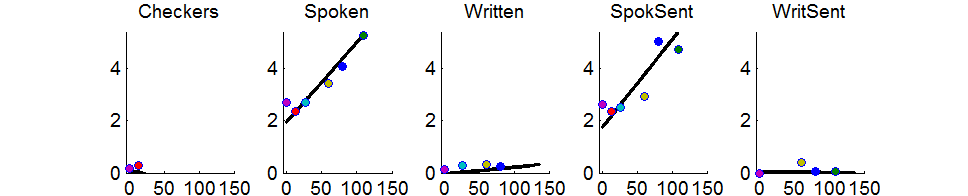 Checkers Spoken Written SpokSent WritSent
4 4 4 4 4
2 2 2 2 2
0 0 0 0 0
0 50 100 150 0 50 100 150 0 50 100 150 0 50 100 150 0 50 100 150